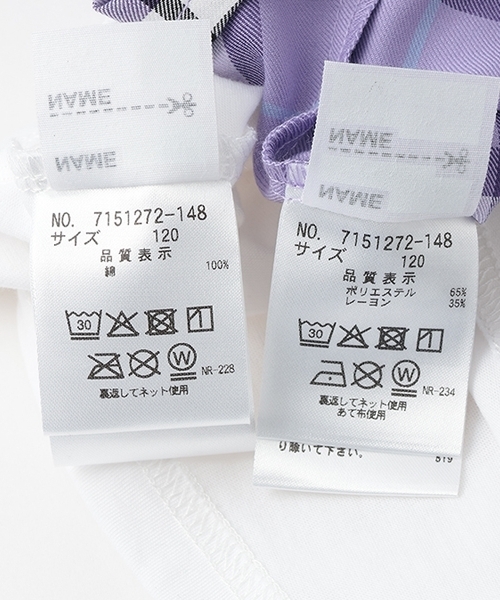 NAME
NAME
NO. 7151272-148
サイズ 120
品質表示
綿 100%
30
W
NR-228
裏返してネット使用
NAME
NAME
NO. 7151272-148
サイズ 120
品質表示
ポリエステル 65%
レーヨン 35%
30
W
NR-234
裏返してネット使用
あて布使用
り除いて下さい。